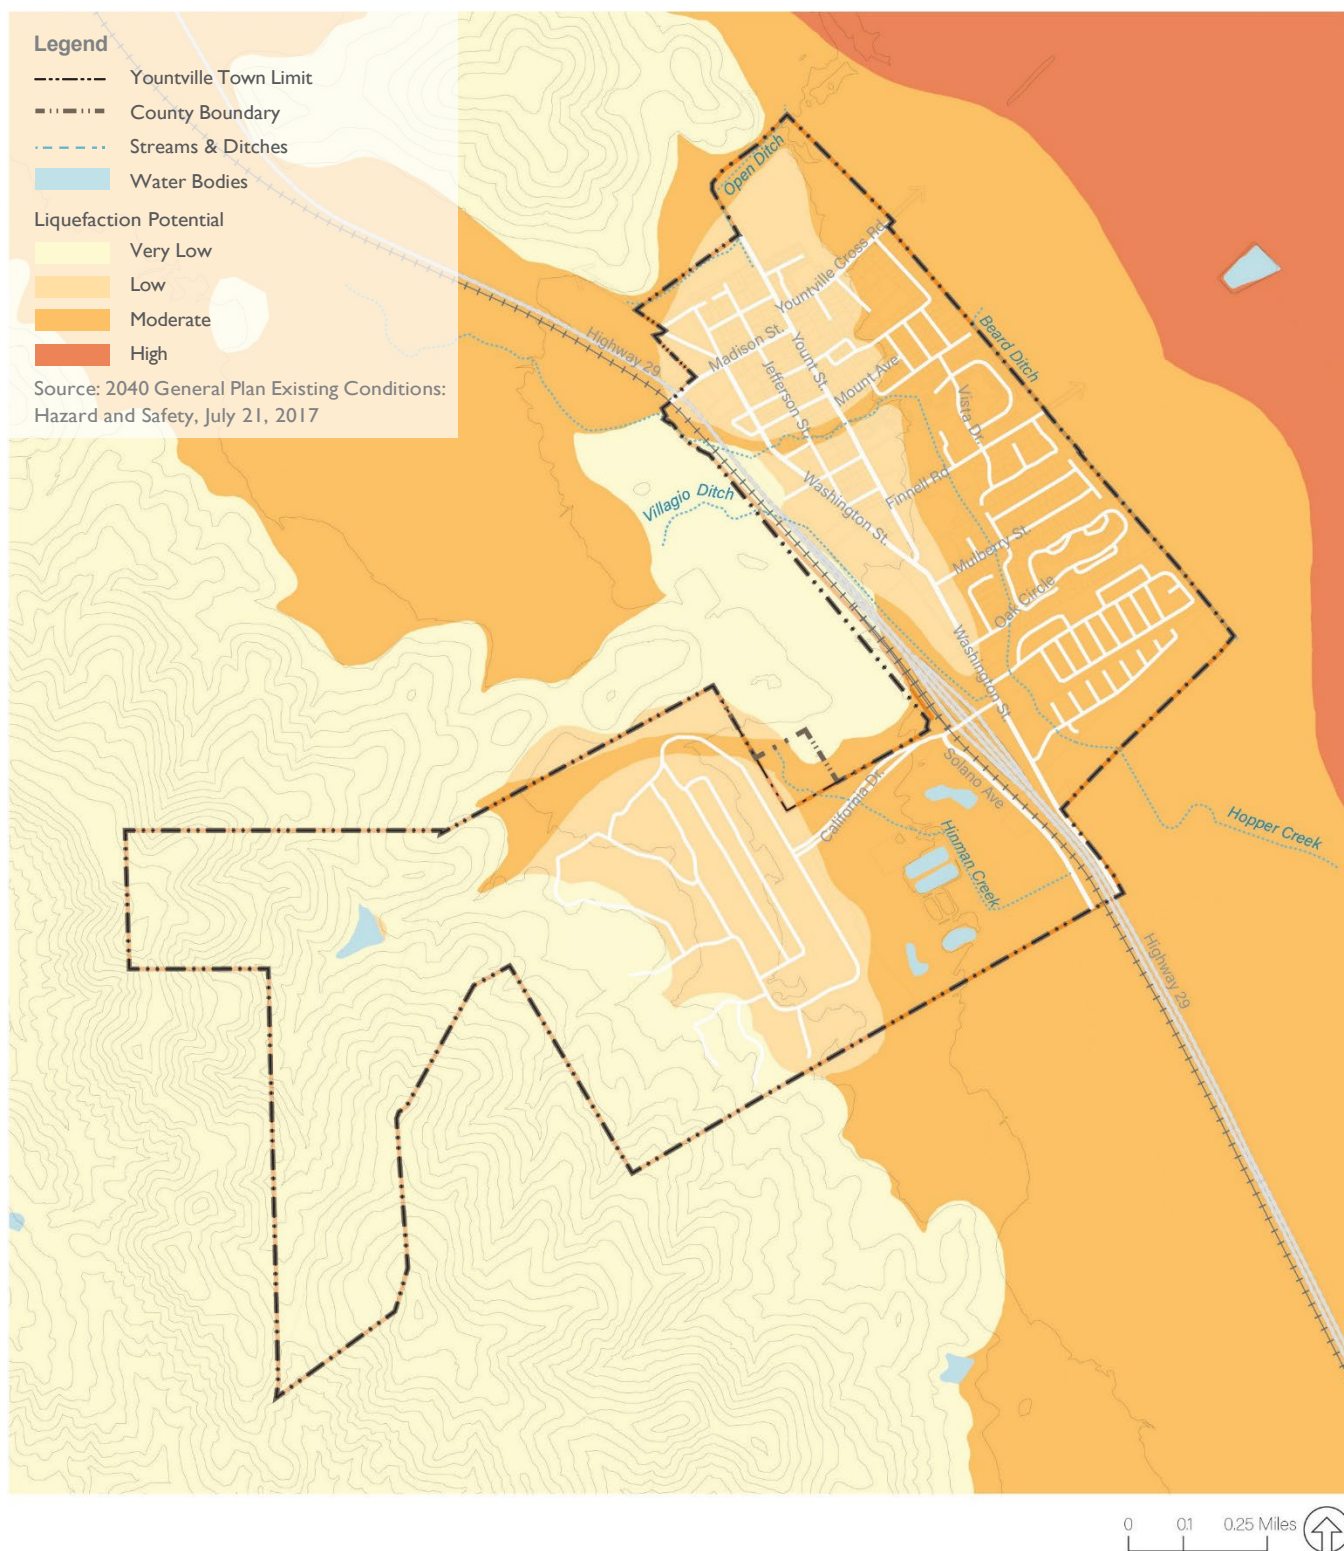 Legend
Yountville Town Limit
County Boundary
Streams & Ditches
Water Bodies
Liquefaction Potential
Very Low
Low
Moderate
High
Source: 2040 General Plan Existing Conditions:
Hazard and Safety, July 21, 2017
Open Ditch
Yountville Cross Rd
Highway 29
Madison St.
Yount St.
Jefferson St.
Mount Ave
Beard Ditch
Vista Dr.
Villagio Ditch
Washington St.
Finnell Rd
Mulberry St.
Oak Circle
Washington St.
Solano Ave
California Dr.
Hinman Creek
Hopper Creek
Highway 29
0 0.1 0.25 Miles